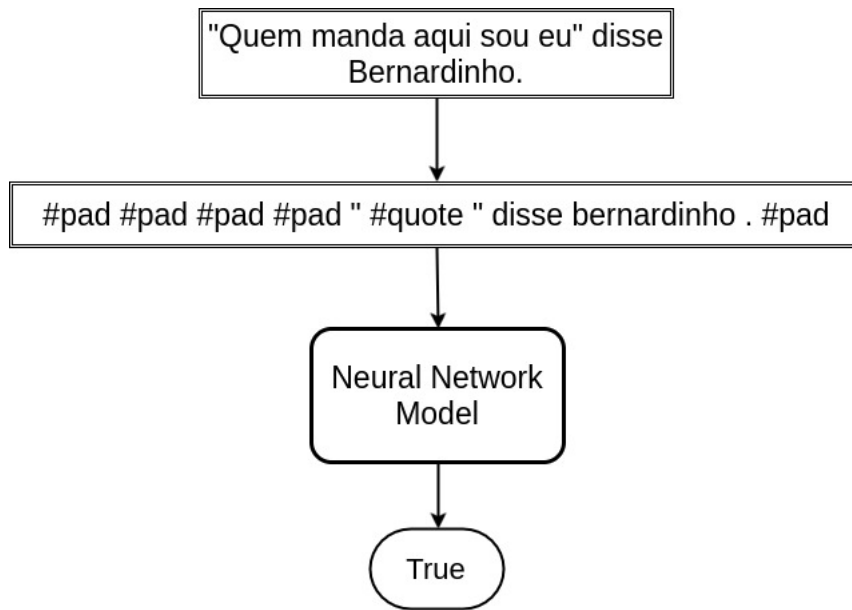 "Quem manda aqui sou eu" disse
Bernardinho.
#pad #pad #pad #pad " #quote " disse bernardinho . #pad
Neural Network
Model
True